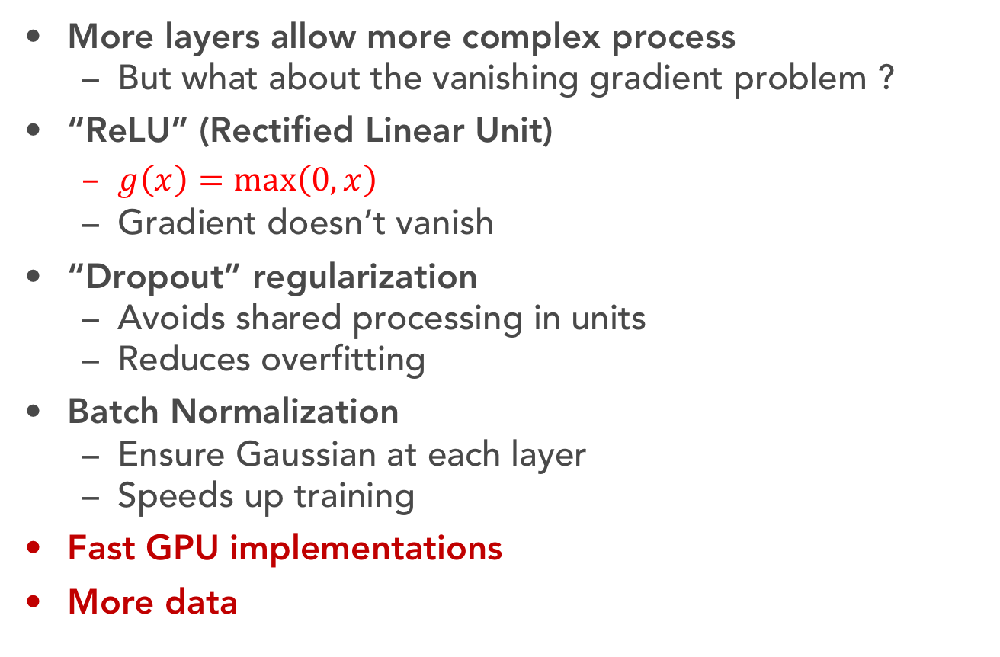 • More layers allow more complex process
– But what about the vanishing gradient problem ?
• “ReLU” (Rectified Linear Unit)
– g(x) = max(0, x)
– Gradient doesn’t vanish
• “Dropout” regularization
– Avoids shared processing in units
– Reduces overfitting
• Batch Normalization
– Ensure Gaussian at each layer
– Speeds up training
• Fast GPU implementations
• More data